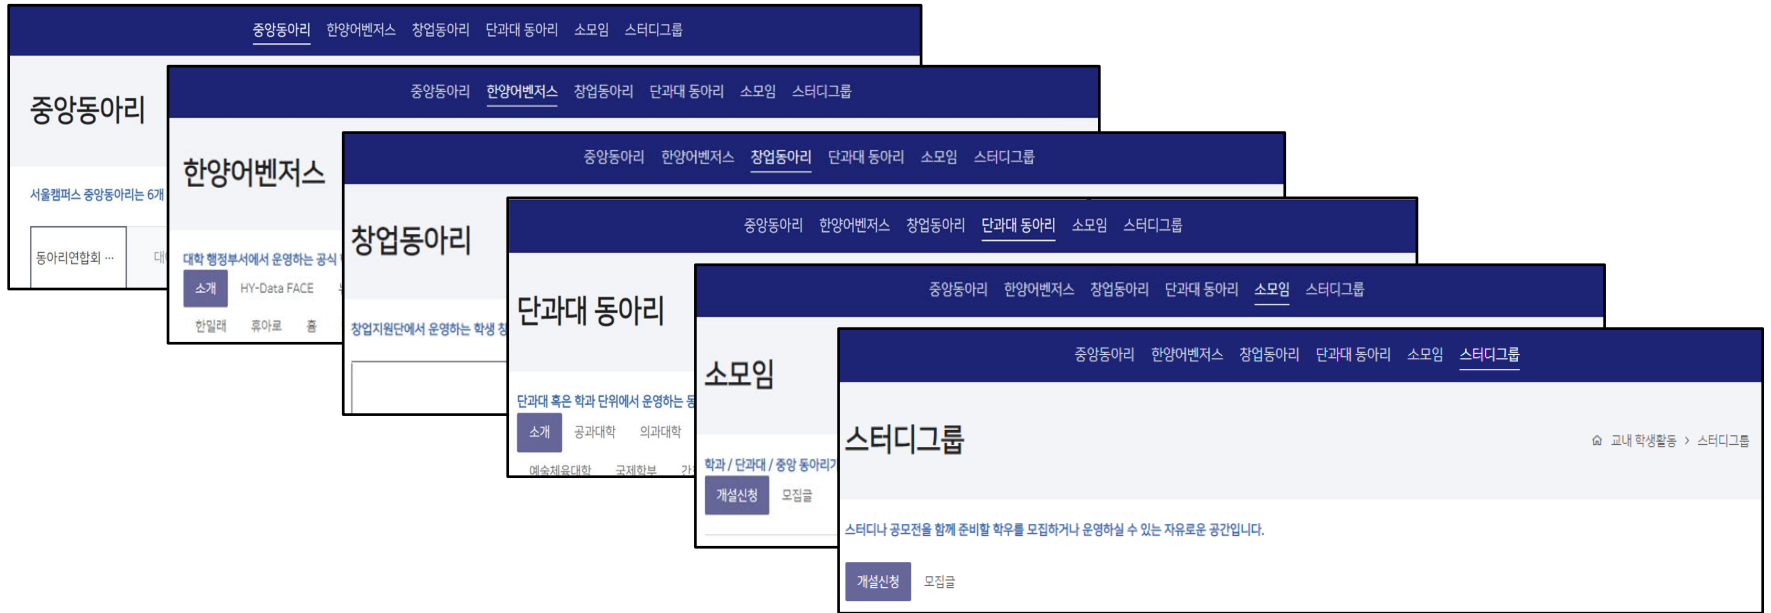 중앙동아리 한양어벤저스 창업동아리 단과대 동아리 소모임 스터디그룹
중앙동아리
서울캠퍼스 중앙동아리는 6개
동아리연합회 ...
중앙동아리 한양어벤저스 창업동아리 단과대 동아리 소모임 스터디그룹
한양어벤저스
대학 행정부서에서 운영하는 공식
소개 HY-Data FACE
한밀래 휴아로 흄
중앙동아리 한양어벤저스 창업동아리 단과대 동아리 소모임 스터디그룹
창업동아리
창업지원단에서 운영하는 학생 창
중앙동아리 한양어벤저스 창업동아리 단과대 동아리 소모임 스터디그룹
단과대 동아리
단과대 혹은 학과 단위에서 운영하는 동
소개 공과대학 의과대학
예술체육대학 국제학부
중앙동아리 한양어벤저스 창업동아리 단과대 동아리 소모임 스터디그룹
소모임
학과 / 단과대 / 중앙 동아리가
개설신청 모집글
중앙동아리 한양어벤저스 창업동아리 단과대 동아리 소모임 스터디그룹
스터디그룹
교내 학생활동 > 스터디그룹
스터디나 공모전을 함께 준비할 학우를 모집하거나 운영하실 수 있는 자유로운 공간입니다.
개설신청 모집글